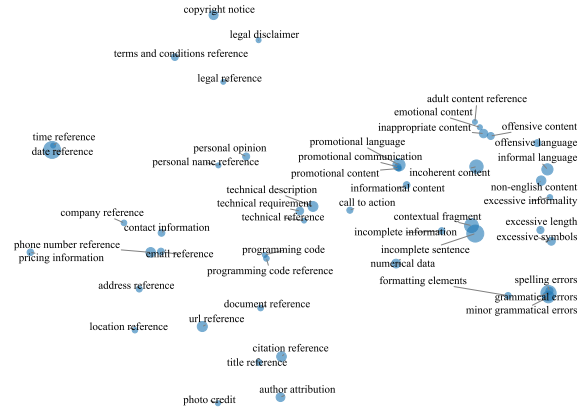 copyright notice
legal disclaimer
terms and conditions reference
legal reference
adult content reference
emotional content
inappropriate content
offensive content
time reference
date reference
promotional language
offensive language
personal opinion
promotional communication
informal language
personal name reference
promotional content
incoherent content
technical description
informational content
non-english content
technical requirement
call to action
excessive informality
company reference
technical reference
contextual fragment
contact information
incomplete information
excessive length
excessive symbols
phone number reference
email reference
programming code
incomplete sentence
pricing information
numerical data
programming code reference
address reference
formatting elements
spelling errors
grammatical errors
document reference
minor grammatical errors
location reference
url reference
citation reference
title reference
author attribution
photo credit